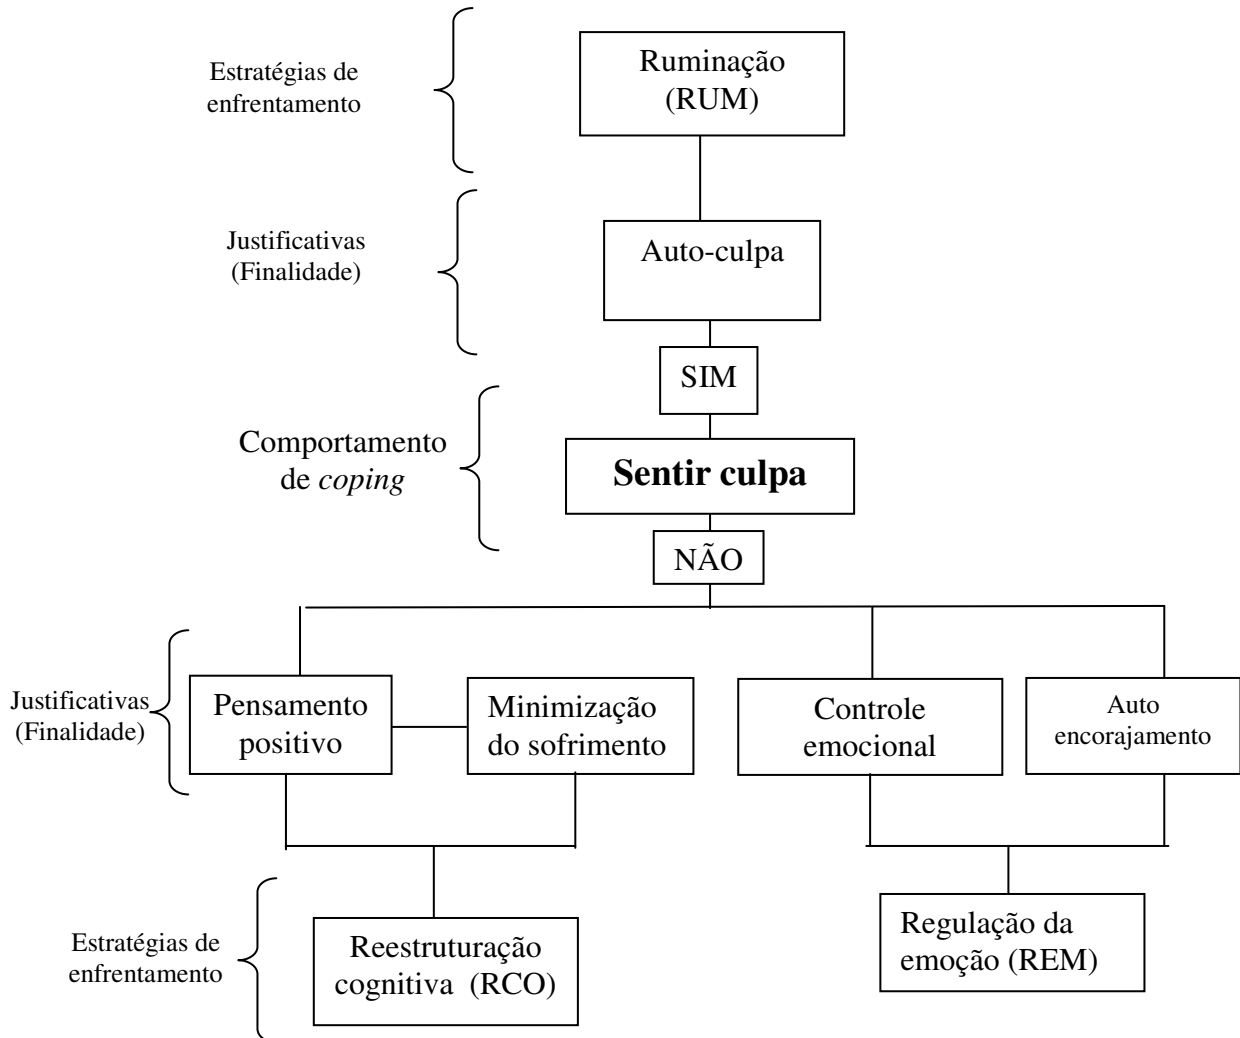 Estratégias de
enfrentamento
Ruminação
(RUM)
Justificativas
(Finalidade)
Auto-culpa
SIM
Comportamento
de coping
Sentir culpa
NÃO
Justificativas
(Finalidade)
Pensamento
positivo
Minimização
do sofrimento
Controle
emocional
Auto
encorajamento
Estratégias de
enfrentamento
Reestruturação
cognitiva (RCO)
Regulação da
emoção (REM)